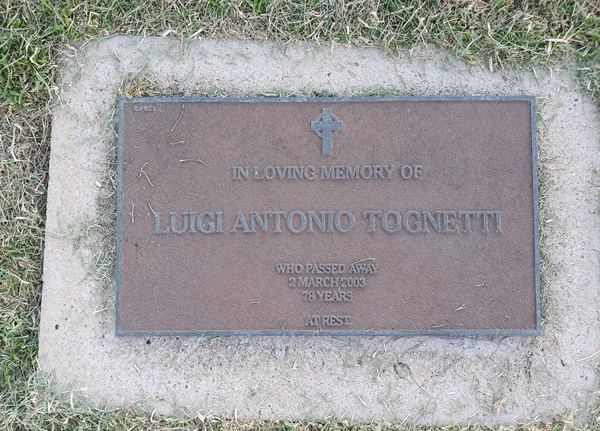 IN LOVING MEMORY OF
LUIGI ANTONIO TOGNETTI
WHO PASSED AWAY
2 MARCH 2003
78 YEARS
AT REST